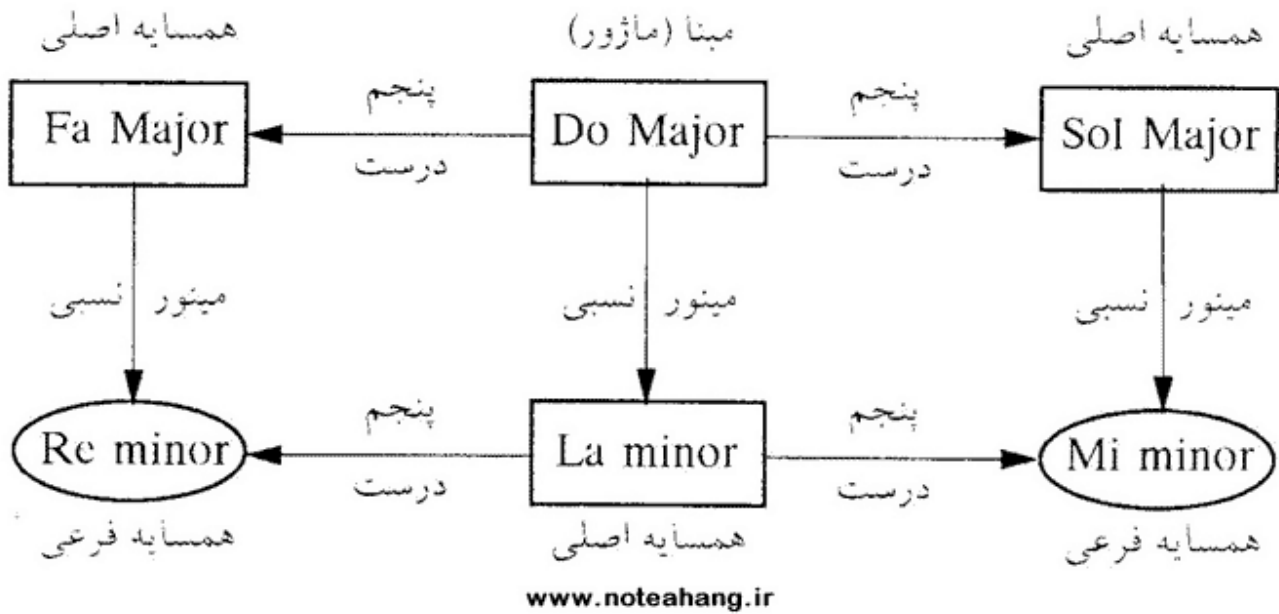 همسایه اصلی
مبنا (ماژور)
همسایه اصلی
Fa Major
پنجم
درست
Do Major
پنجم
درست
Sol Major
مینور نسبی
مینور نسبی
مینور نسبی
Re minor
پنجم
درست
La minor
پنجم
درست
Mi minor
همسایه فرعی
همسایه اصلی
همسایه فرعی
www.noteahang.ir